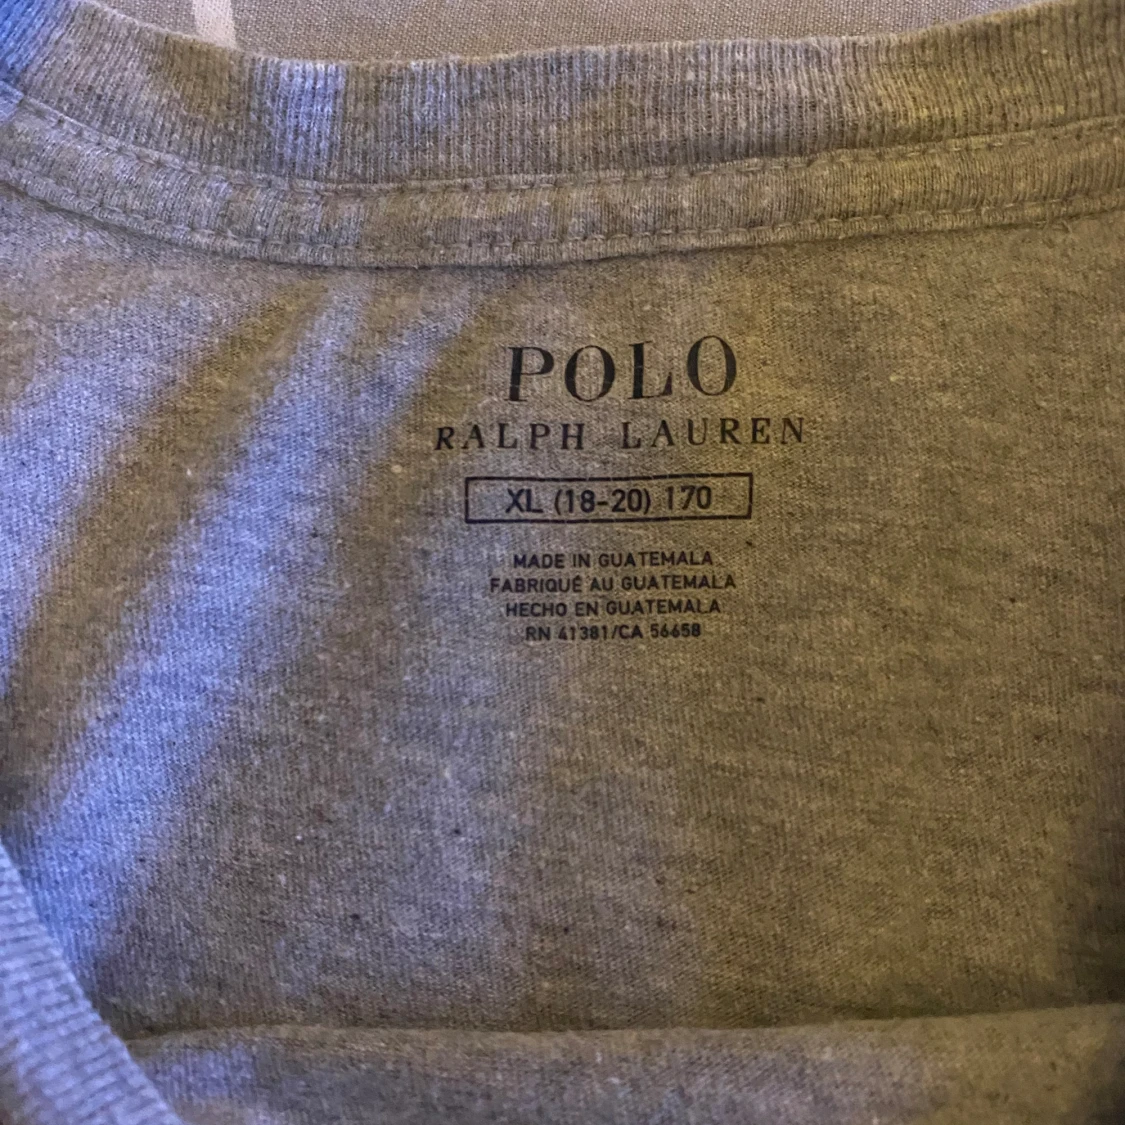 POLO
RALPH LAUREN
XL (18-20) 170
MADE IN GUATEMALA
FABRIQUÉ AU GUATEMALA
HECHO EN GUATEMALA
RN 41381/CA 56658